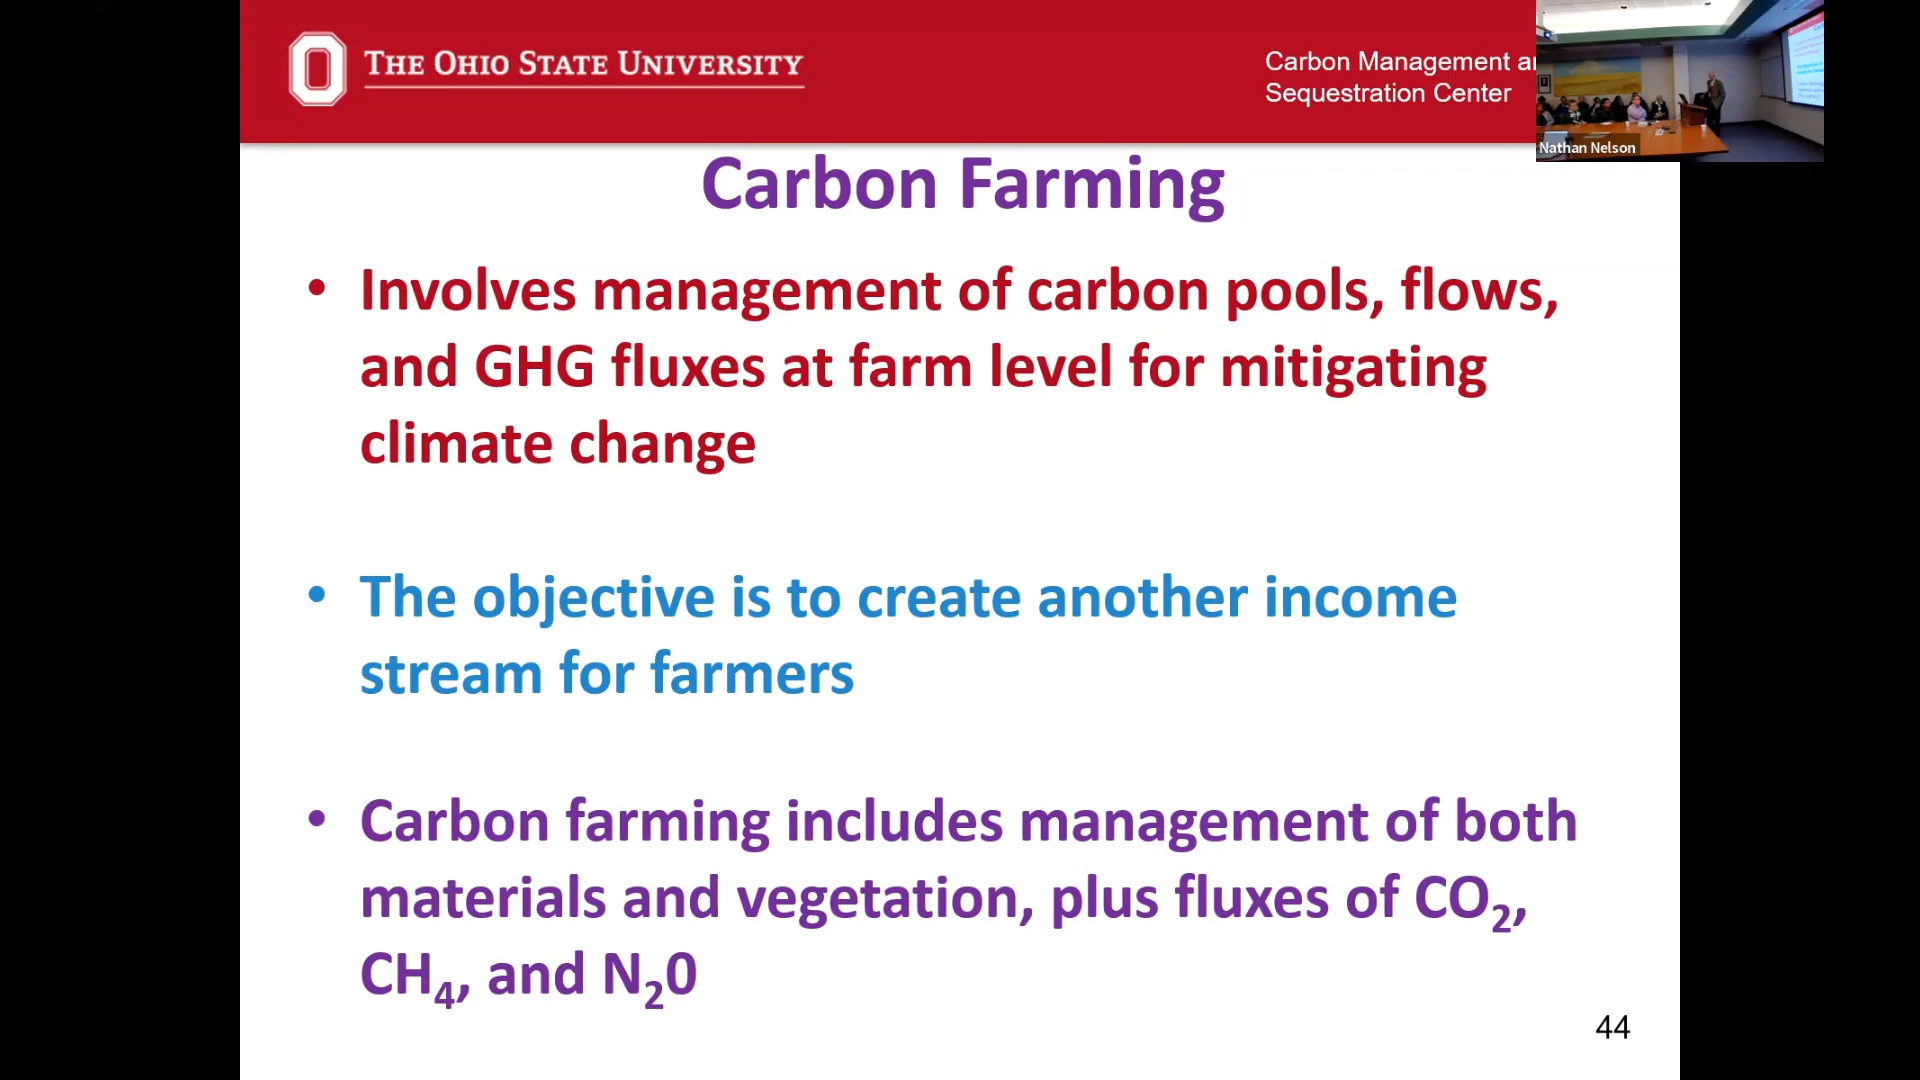 THE OHIO STATE UNIVERSITY
Carbon Management
Sequestration Center
Nathan Nelson
Carbon Farming
• Involves management of carbon pools, flows,
and GHG fluxes at farm level for mitigating
climate change
• The objective is to create another income
stream for farmers
• Carbon farming includes management of both
materials and vegetation, plus fluxes of CO₂,
CH₄, and N₂0
44